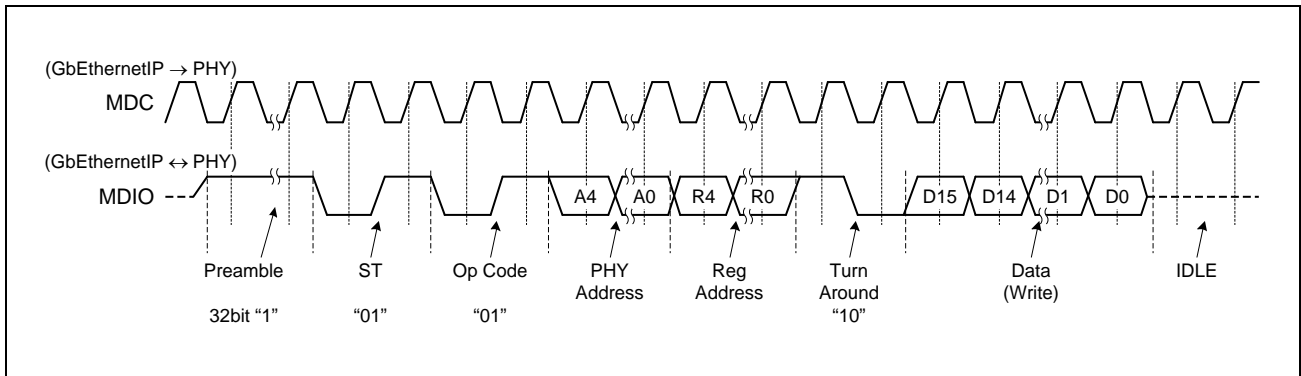 (GbEthernetIP → PHY)
MDC
(GbEthernetIP ↔ PHY)
MDIO
A4 A0 R4 R0 D15 D14 D1 D0
Preamble ST Op Code PHY Reg Turn Data IDLE
Address Address Around (Write)
32bit “1” “01” “01” “10”